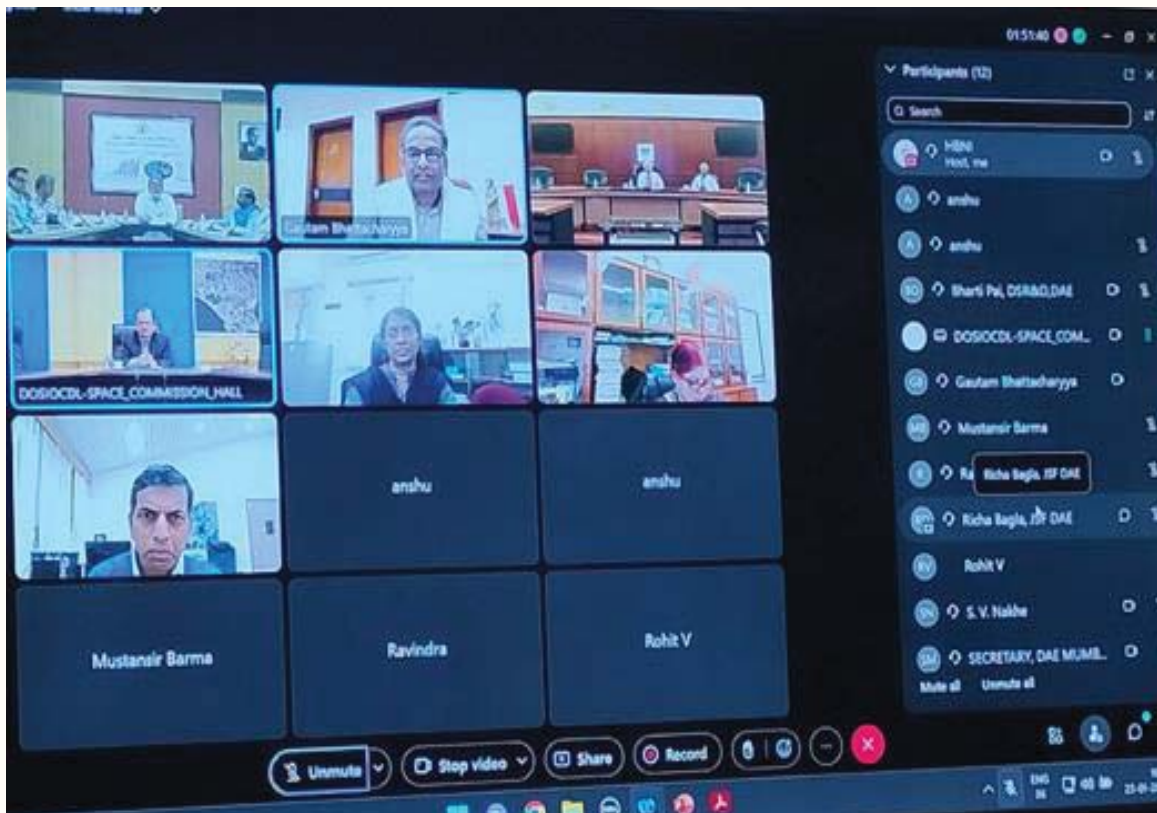 01:51:40
Participants (12)
Search
HBNI
Host, me
anshu
anshu
Bharti Pai, DSR&D,DAE
DOSIOCDL-SPACE_COM...
Gautam Bhattacharyya
Mustansir Barma
Ra
Richa Bagla, JSF DAE
Richa Bagla, JSF DAE
Rohit V
S. V. Nakhe
SECRETARY, DAE MUMB...
Mute all Unmute all
Gautam Bhattacharyya
DOSIOCDL-SPACE_COMMISSION_HALL
anshu
anshu
Mustansir Barma
Ravindra
Rohit V
Unmute
Stop video
Share
Record
ENG
IN